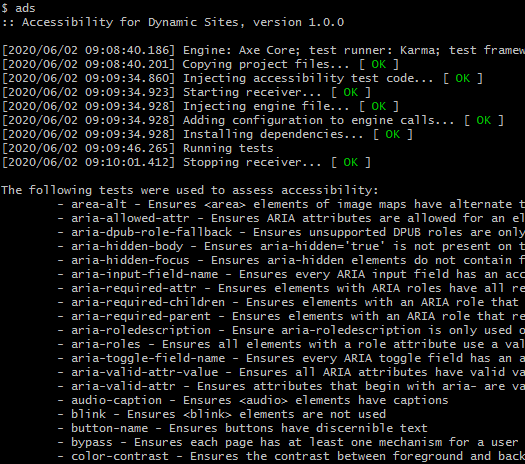 $ ads
:: Accessibility for Dynamic Sites, version 1.0.0
[2020/06/02 09:08:40.186] Engine: Axe Core; test runner: Karma; test framew
[2020/06/02 09:08:40.201] Copying project files... [ OK ]
[2020/06/02 09:09:34.860] Injecting accessibility test code... [ OK ]
[2020/06/02 09:09:34.923] Starting receiver... [ OK ]
[2020/06/02 09:09:34.928] Injecting engine file... [ OK ]
[2020/06/02 09:09:34.928] Adding configuration to engine calls... [ OK ]
[2020/06/02 09:09:34.928] Installing dependencies... [ OK ]
[2020/06/02 09:09:46.265] Running tests
[2020/06/02 09:10:01.412] Stopping receiver... [ OK ]
The following tests were used to assess accessibility:
- area-alt - Ensures <area> elements of image maps have alternate t
- aria-allowed-attr - Ensures ARIA attributes are allowed for an el
- aria-dpub-role-fallback - Ensures unsupported DPUB roles are only
- aria-hidden-body - Ensures aria-hidden='true' is not present on t
- aria-hidden-focus - Ensures aria-hidden elements do not contain f
- aria-input-field-name - Ensures every ARIA input field has an acc
- aria-required-attr - Ensures elements with ARIA roles have all re
- aria-required-children - Ensures elements with an ARIA role that
- aria-required-parent - Ensures elements with an ARIA role that re
- aria-roledescription - Ensure aria-roledescription is only used o
- aria-roles - Ensures all elements with a role attribute use a val
- aria-toggle-field-name - Ensures every ARIA toggle field has an a
- aria-valid-attr-value - Ensures all ARIA attributes have valid va
- aria-valid-attr - Ensures attributes that begin with aria- are va
- audio-caption - Ensures <audio> elements have captions
- blink - Ensures <blink> elements are not used
- button-name - Ensures buttons have discernible text
- bypass - Ensures each page has at least one mechanism for a user
- color-contrast - Ensures the contrast between foreground and back